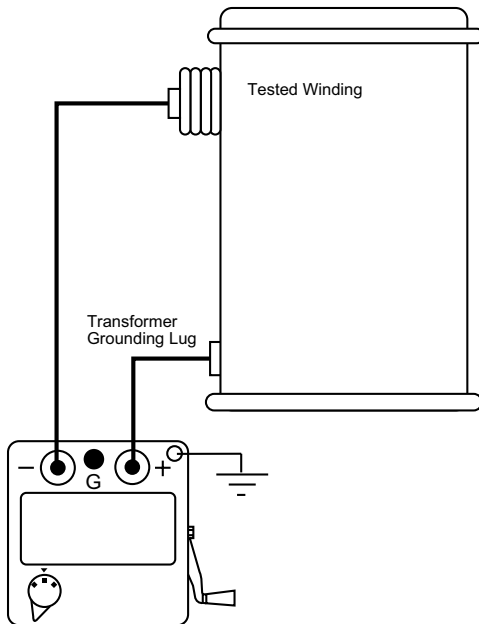 Tested Winding
Transformer
Grounding Lug
− G +